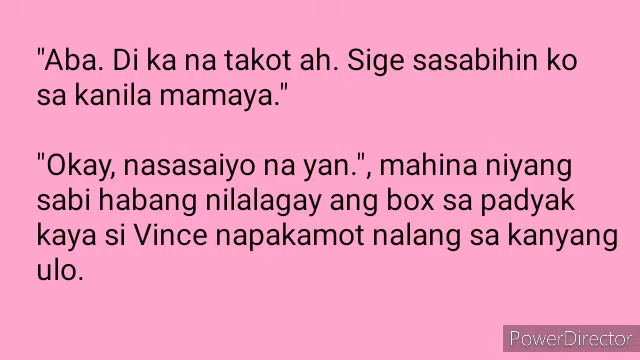 "Aba. Di ka na takot ah. Sige sasabihin ko
sa kanila mamaya."
"Okay, nasasaiyo na yan.", mahina niyang
sabi habang nilalagay ang box sa padyak
kaya si Vince napakamot nalang sa kanyang
ulo.
PowerDirector